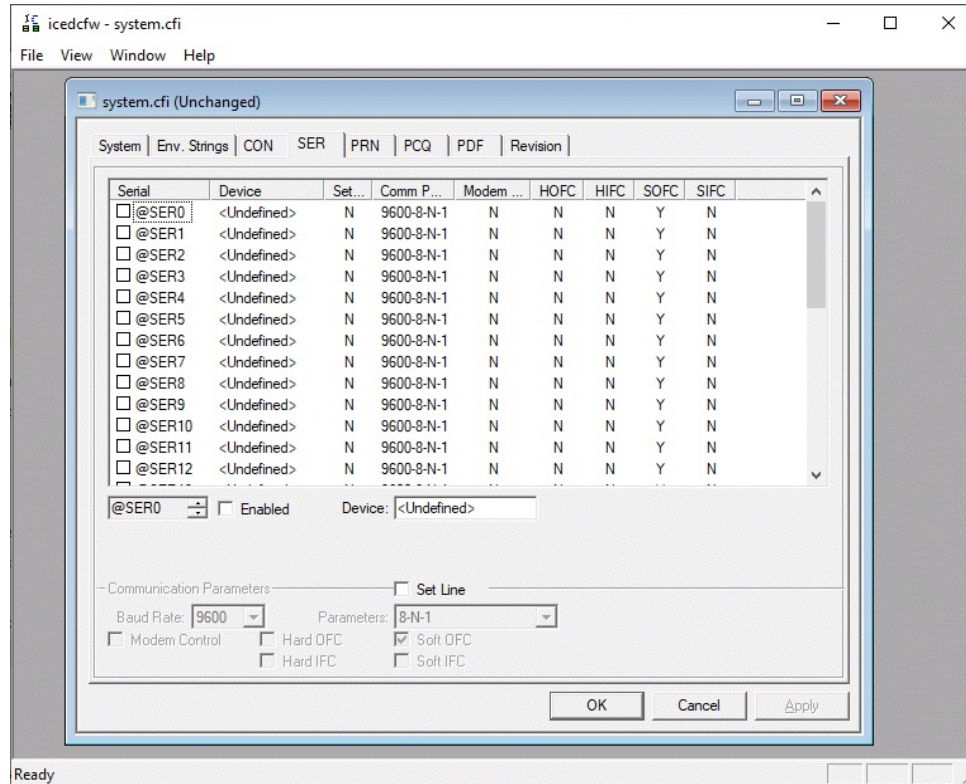 icedcfw - system.cfi
File View Window Help
system.cfi (Unchanged)
System Env. Strings CON SER PRN PCQ PDF Revision
Serial Device Set... Comm P... Modem ... HOFC HIFC SOFC SIFC
@SER0 <Undefined> N 9600-8-N-1 N N N Y N
@SER1 <Undefined> N 9600-8-N-1 N N N Y N
@SER2 <Undefined> N 9600-8-N-1 N N N Y N
@SER3 <Undefined> N 9600-8-N-1 N N N Y N
@SER4 <Undefined> N 9600-8-N-1 N N N Y N
@SER5 <Undefined> N 9600-8-N-1 N N N Y N
@SER6 <Undefined> N 9600-8-N-1 N N N Y N
@SER7 <Undefined> N 9600-8-N-1 N N N Y N
@SER8 <Undefined> N 9600-8-N-1 N N N Y N
@SER9 <Undefined> N 9600-8-N-1 N N N Y N
@SER10 <Undefined> N 9600-8-N-1 N N N Y N
@SER11 <Undefined> N 9600-8-N-1 N N N Y N
@SER12 <Undefined> N 9600-8-N-1 N N N Y N
@SER0 Enabled Device: <Undefined>
Communication Parameters Set Line
Baud Rate: 9600 Parameters: 8-N-1
Modem Control Hard OFC Soft OFC
Hard IFC Soft IFC
OK Cancel Apply
Ready